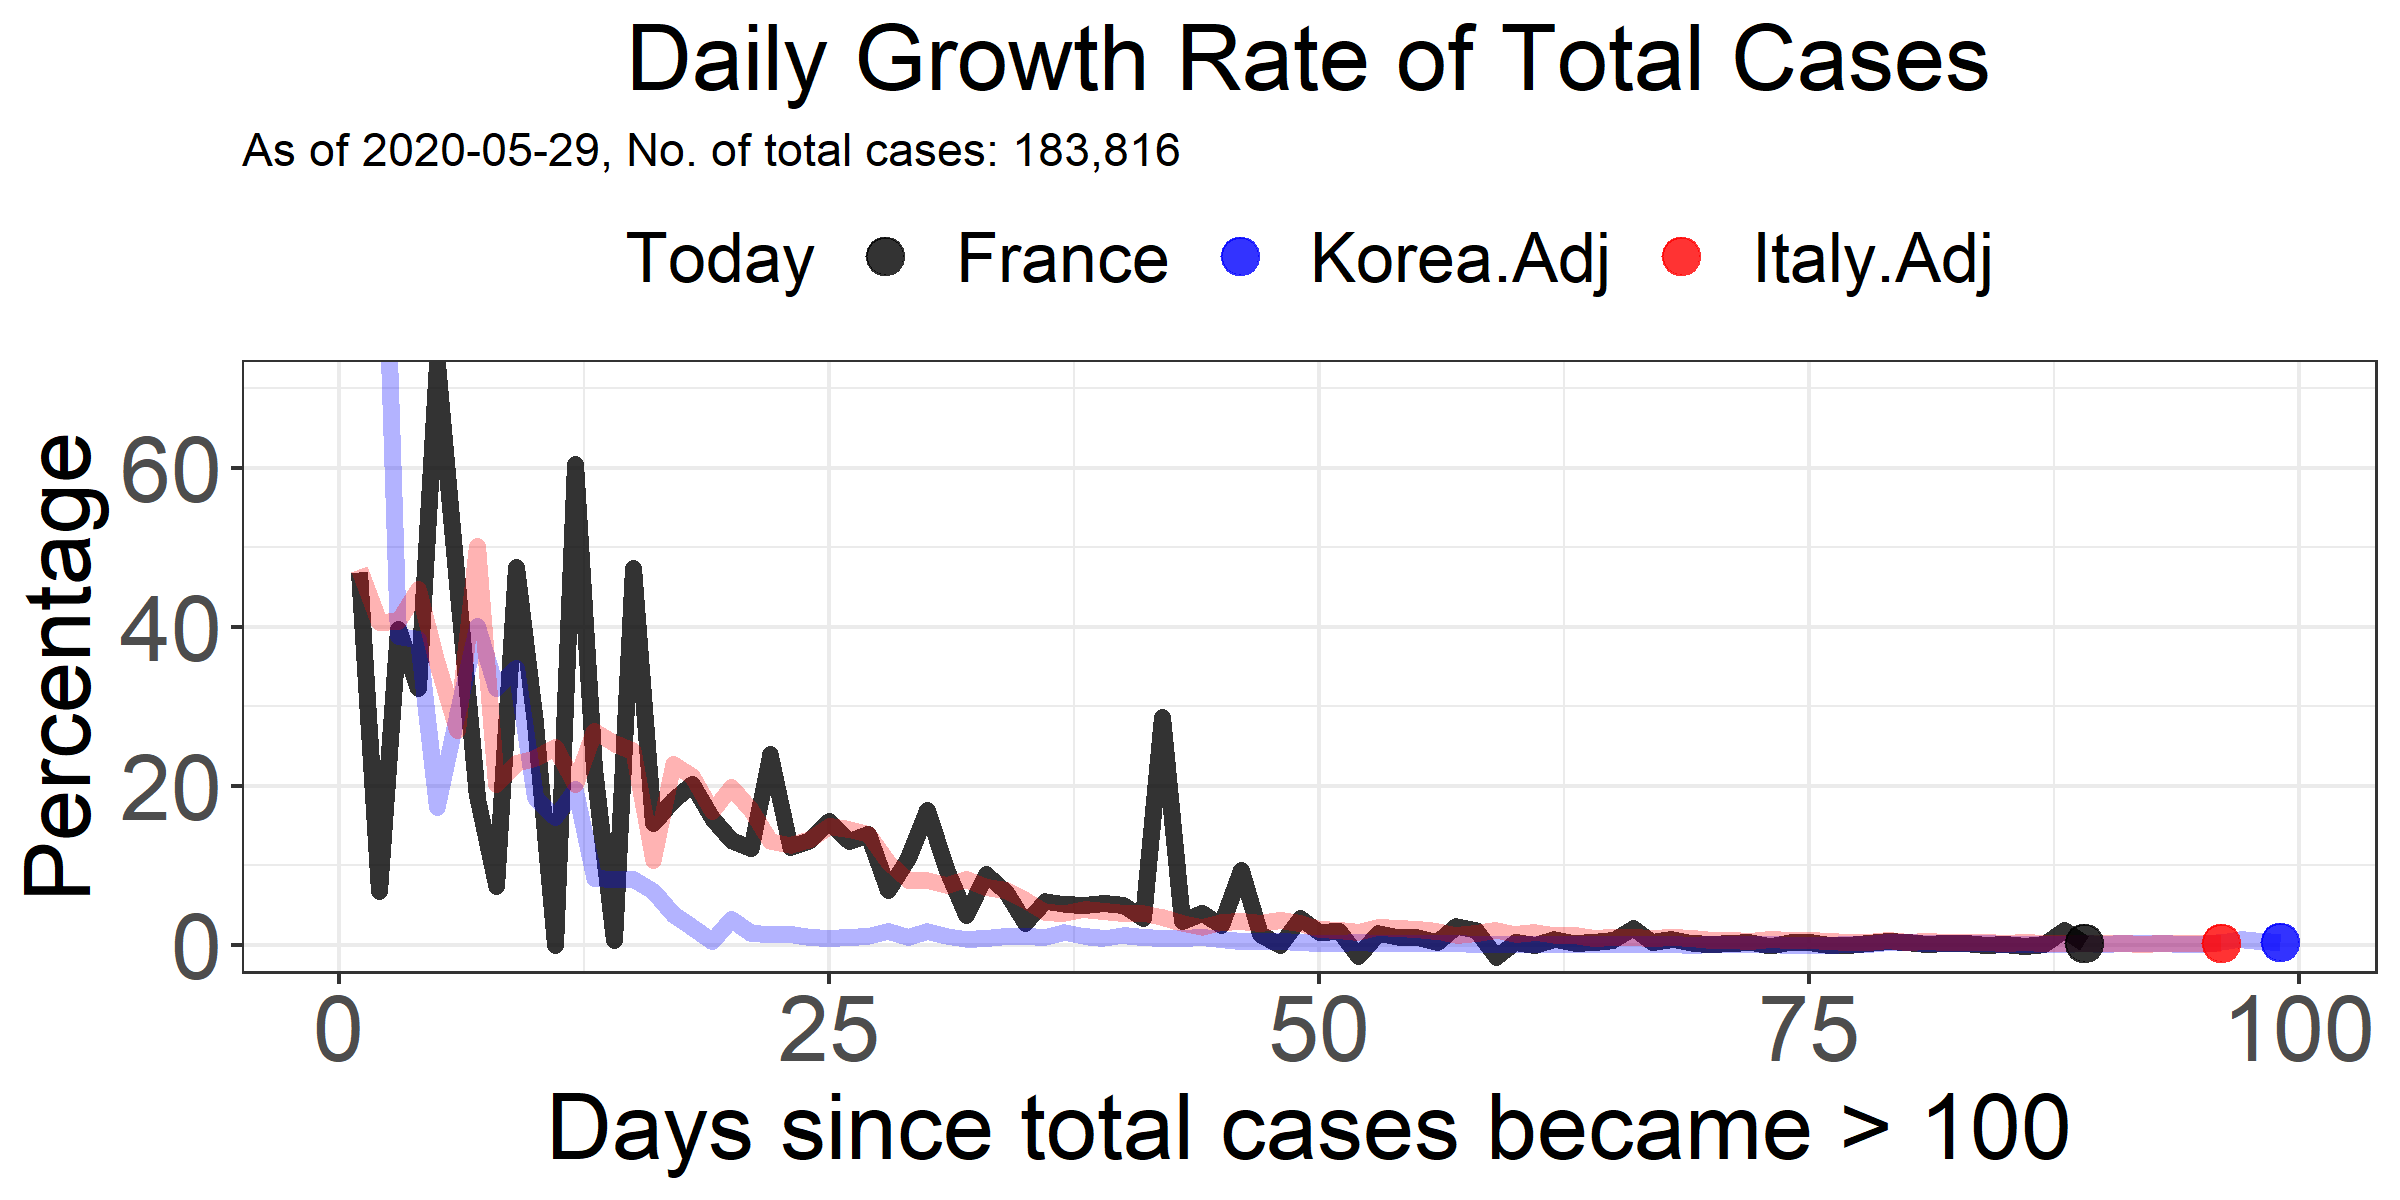 Daily Growth Rate of Total Cases
As of 2020-05-29, No. of total cases: 183,816
Today France Korea.Adj Italy.Adj
Percentage
60
40
20
0
0 25 50 75 100
Days since total cases became > 100